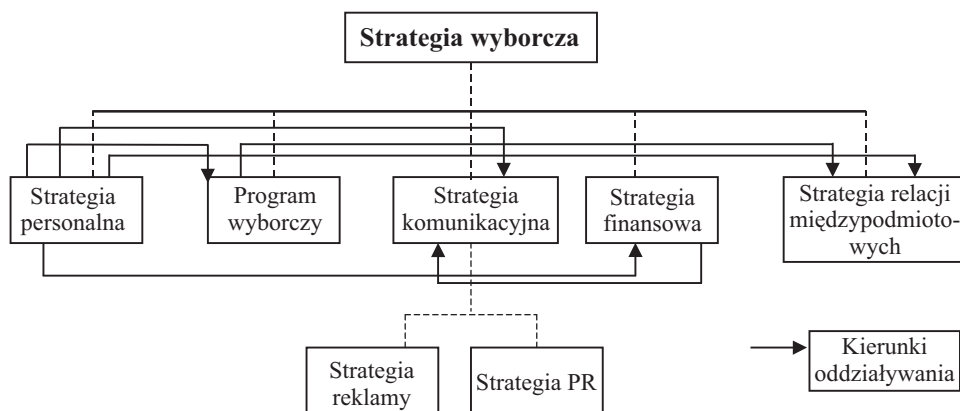 Strategia wyborcza
Strategia
personalna
Program
wyborczy
Strategia
komunikacyjna
Strategia
finansowa
Strategia relacji
międzypodmioto-
wych
Strategia
reklamy
Strategia PR
Kierunki
oddziaływania